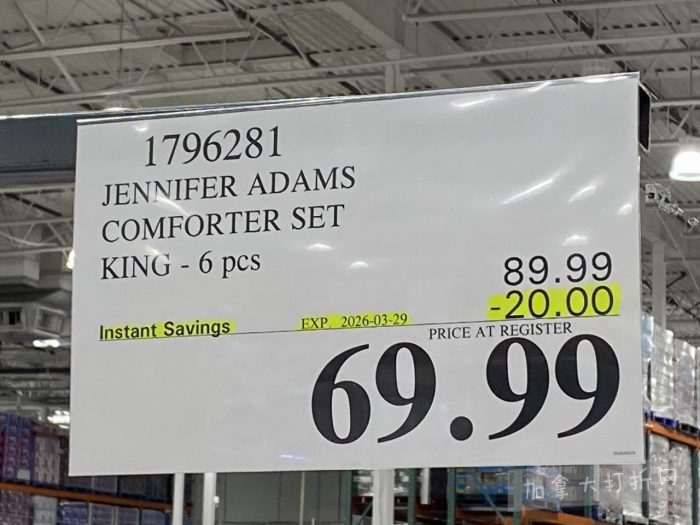 1796281
JENNIFER ADAMS
COMFORTER SET
KING - 6 pcs
89.99
-20.00
Instant Savings EXP. 2026-03-29
PRICE AT REGISTER
69.99
加拿大打折网